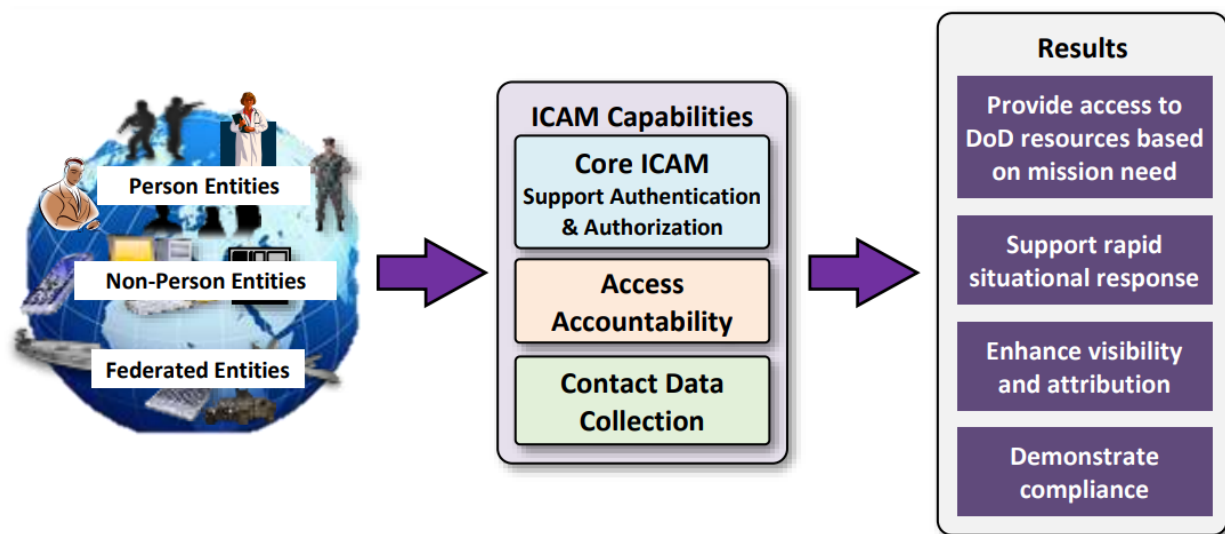 Person Entities
Non-Person Entities
Federated Entities
ICAM Capabilities
Core ICAM
Support Authentication
& Authorization
Access
Accountability
Contact Data
Collection
Results
Provide access to
DoD resources based
on mission need
Support rapid
situational response
Enhance visibility
and attribution
Demonstrate
compliance